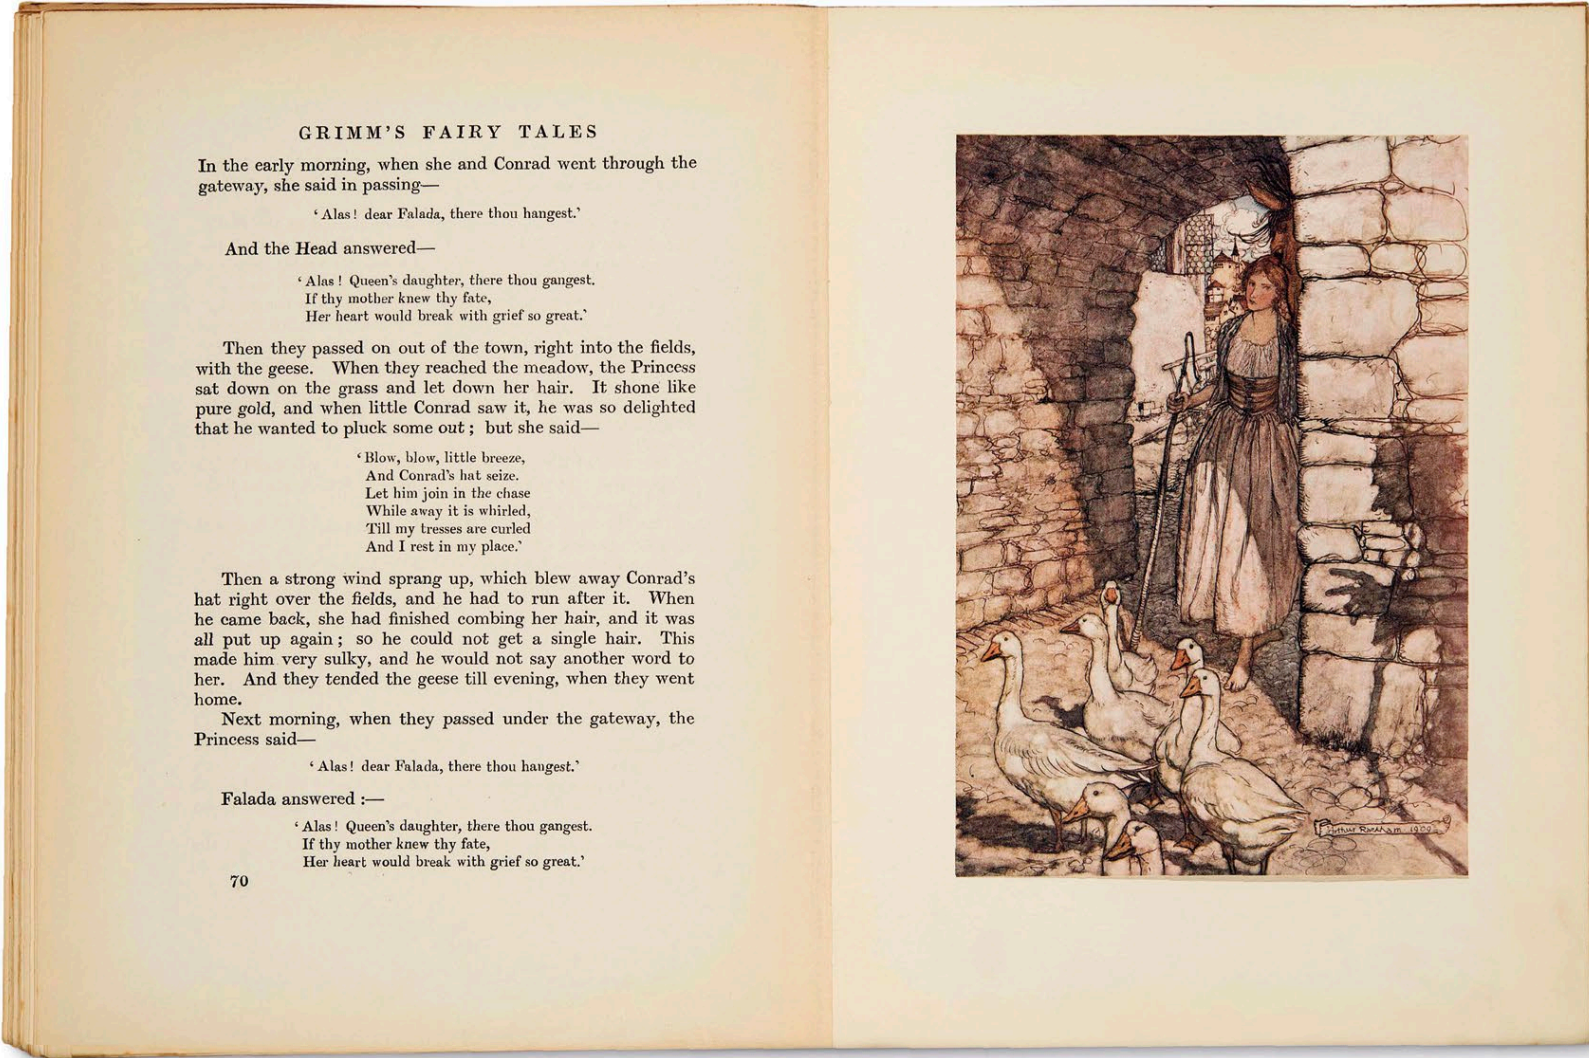 GRIMM'S FAIRY TALES
In the early morning, when she and Conrad went through the
gateway, she said in passing—
‘Alas! dear Falada, there thou hangest.’
And the Head answered—
‘Alas! Queen's daughter, there thou gangest.
If thy mother knew thy fate,
Her heart would break with grief so great.’
Then they passed on out of the town, right into the fields,
with the geese. When they reached the meadow, the Princess
sat down on the grass and let down her hair. It shone like
pure gold, and when little Conrad saw it, he was so delighted
that he wanted to pluck some out; but she said—
‘Blow, blow, little breeze,
And Conrad's hat seize.
Let him join in the chase
While away it is whirled,
Till my tresses are curled
And I rest in my place.’
Then a strong wind sprang up, which blew away Conrad's
hat right over the fields, and he had to run after it. When
he came back, she had finished combing her hair, and it was
all put up again; so he could not get a single hair. This
made him very sulky, and he would not say another word to
her. And they tended the geese till evening, when they went
home.
Next morning, when they passed under the gateway, the
Princess said—
‘Alas! dear Falada, there thou hangest.’
Falada answered:—
‘Alas! Queen's daughter, there thou gangest.
If thy mother knew thy fate,
Her heart would break with grief so great.’
70
Arthur Rackham 1909